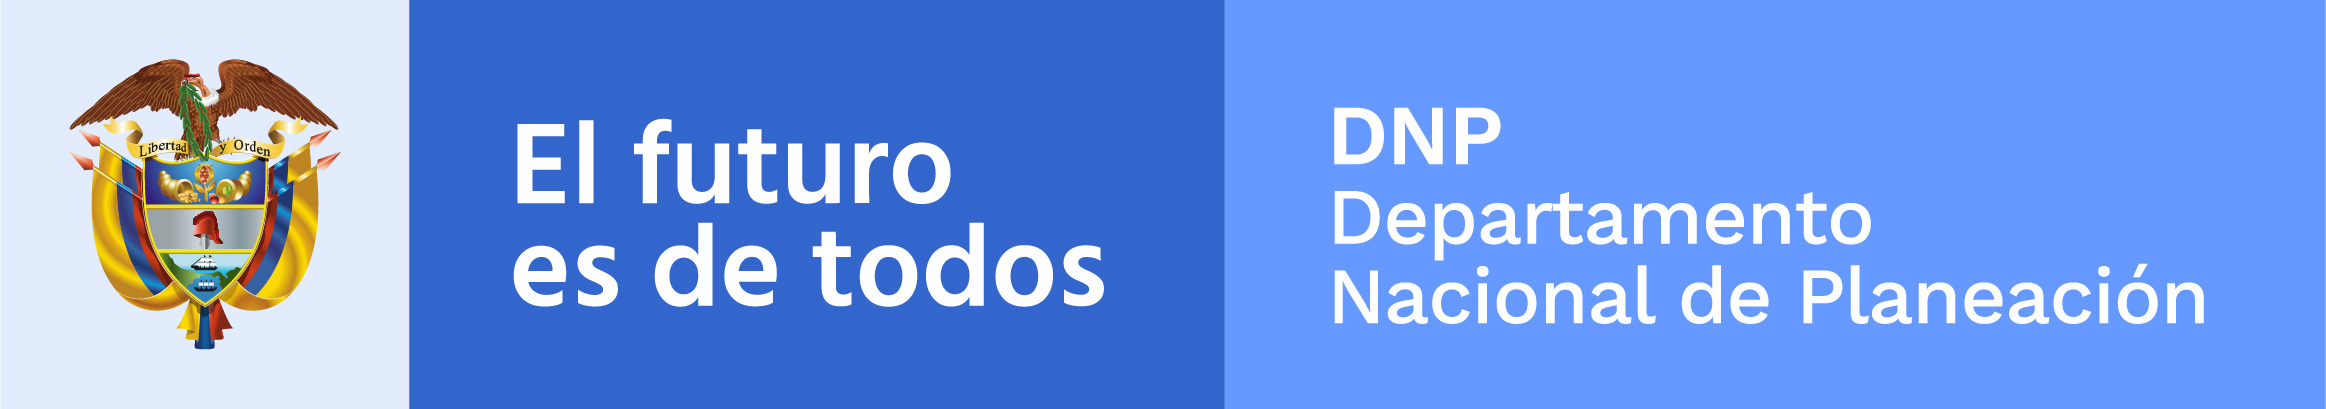 Libertad y Orden
El futuro
es de todos
DNP
Departamento
Nacional de Planeación